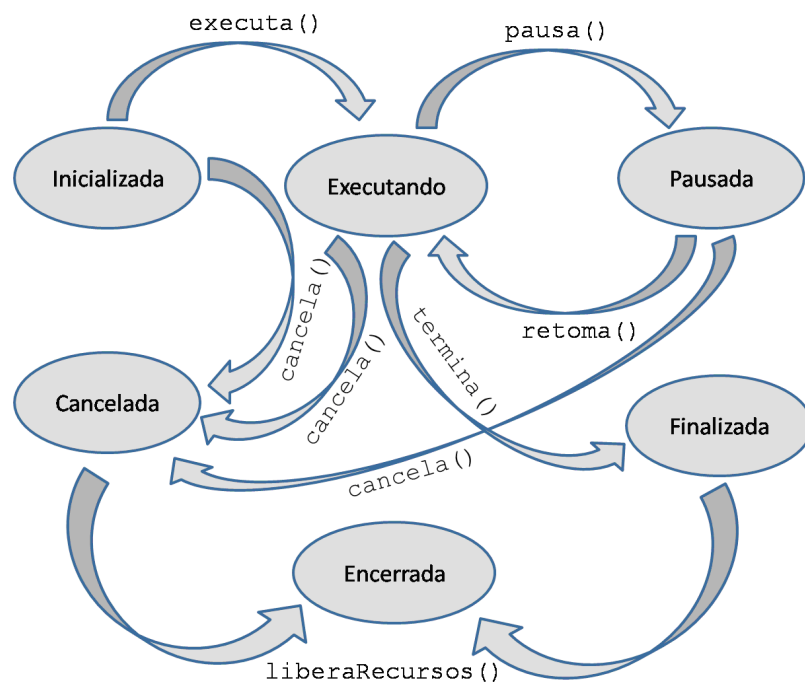 executa()
pausa()
Inicializada
Executando
Pausada
cancela()
cancela()
termina()
retoma()
Cancelada
Finalizada
cancela()
Encerrada
liberaRecursos()